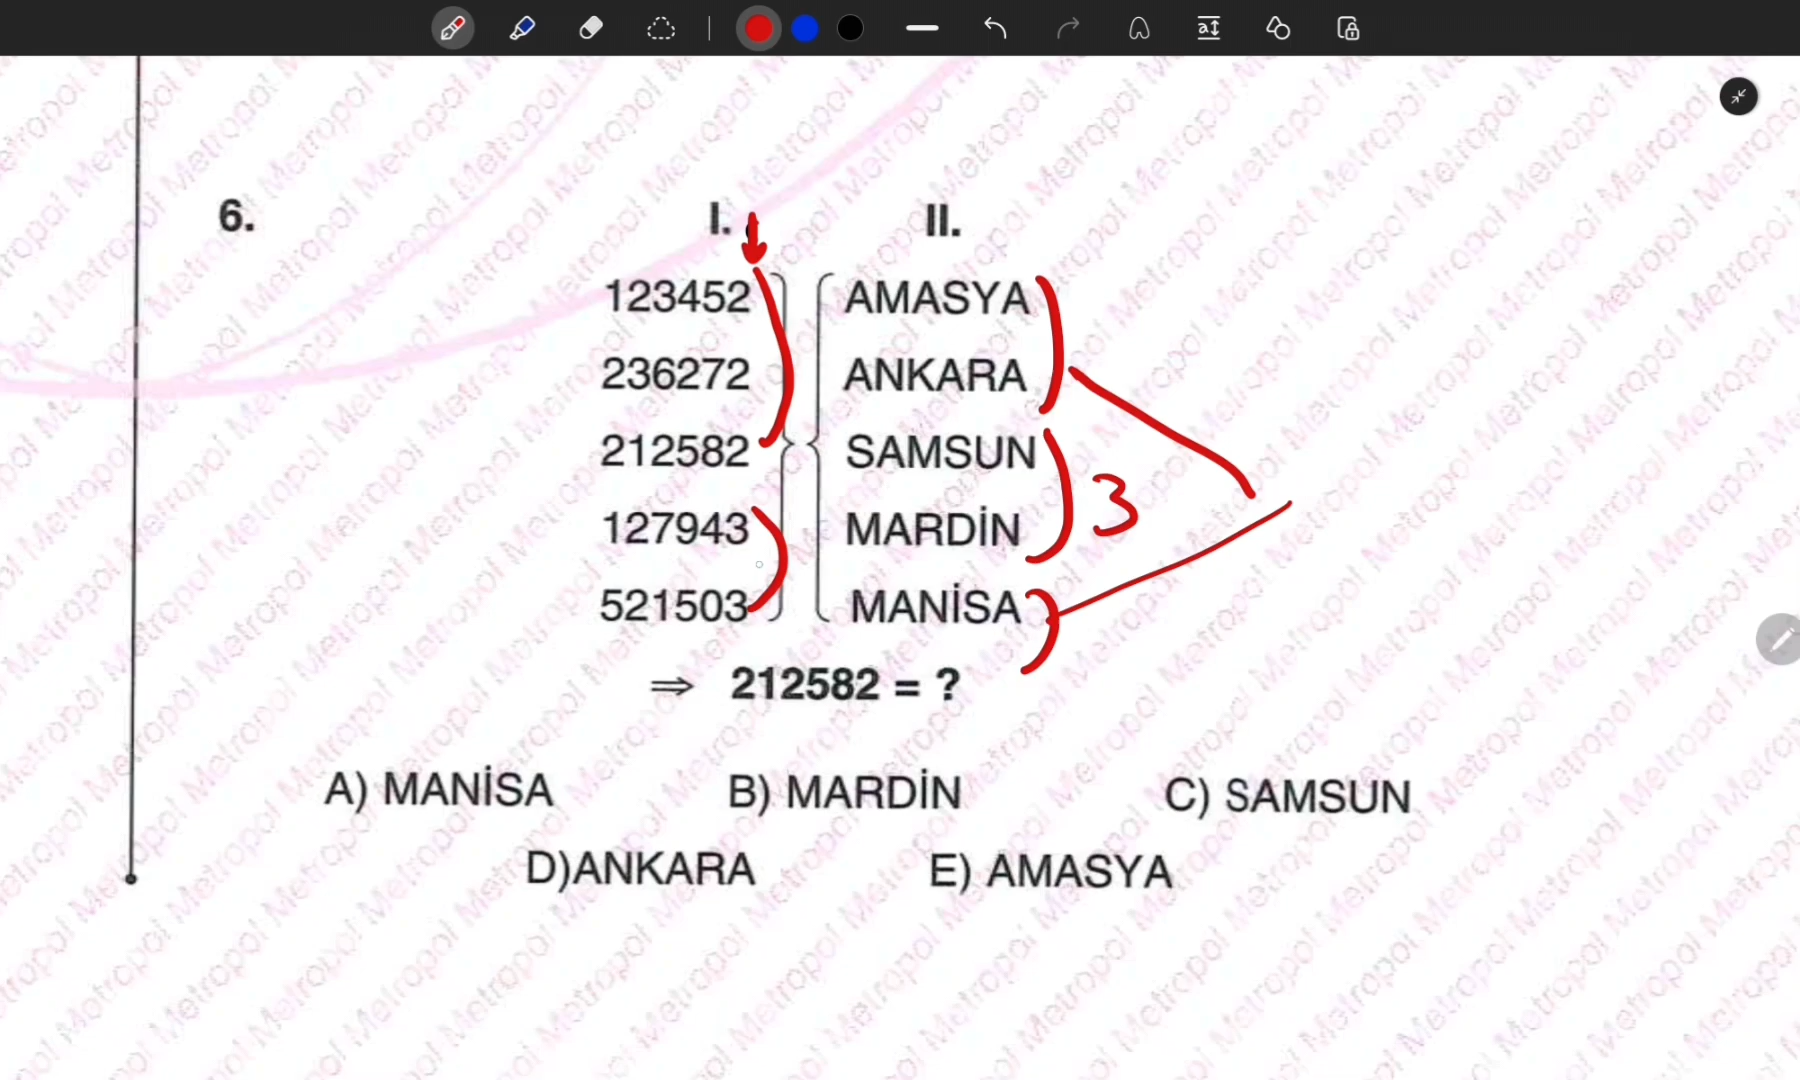 6.
I. II.
123452 AMASYA
236272 ANKARA
212582 SAMSUN
3
127943 MARDİN
521503 MANİSA
⇒ 212582 = ?
A) MANİSA B) MARDİN C) SAMSUN
D)ANKARA E) AMASYA
Metropol